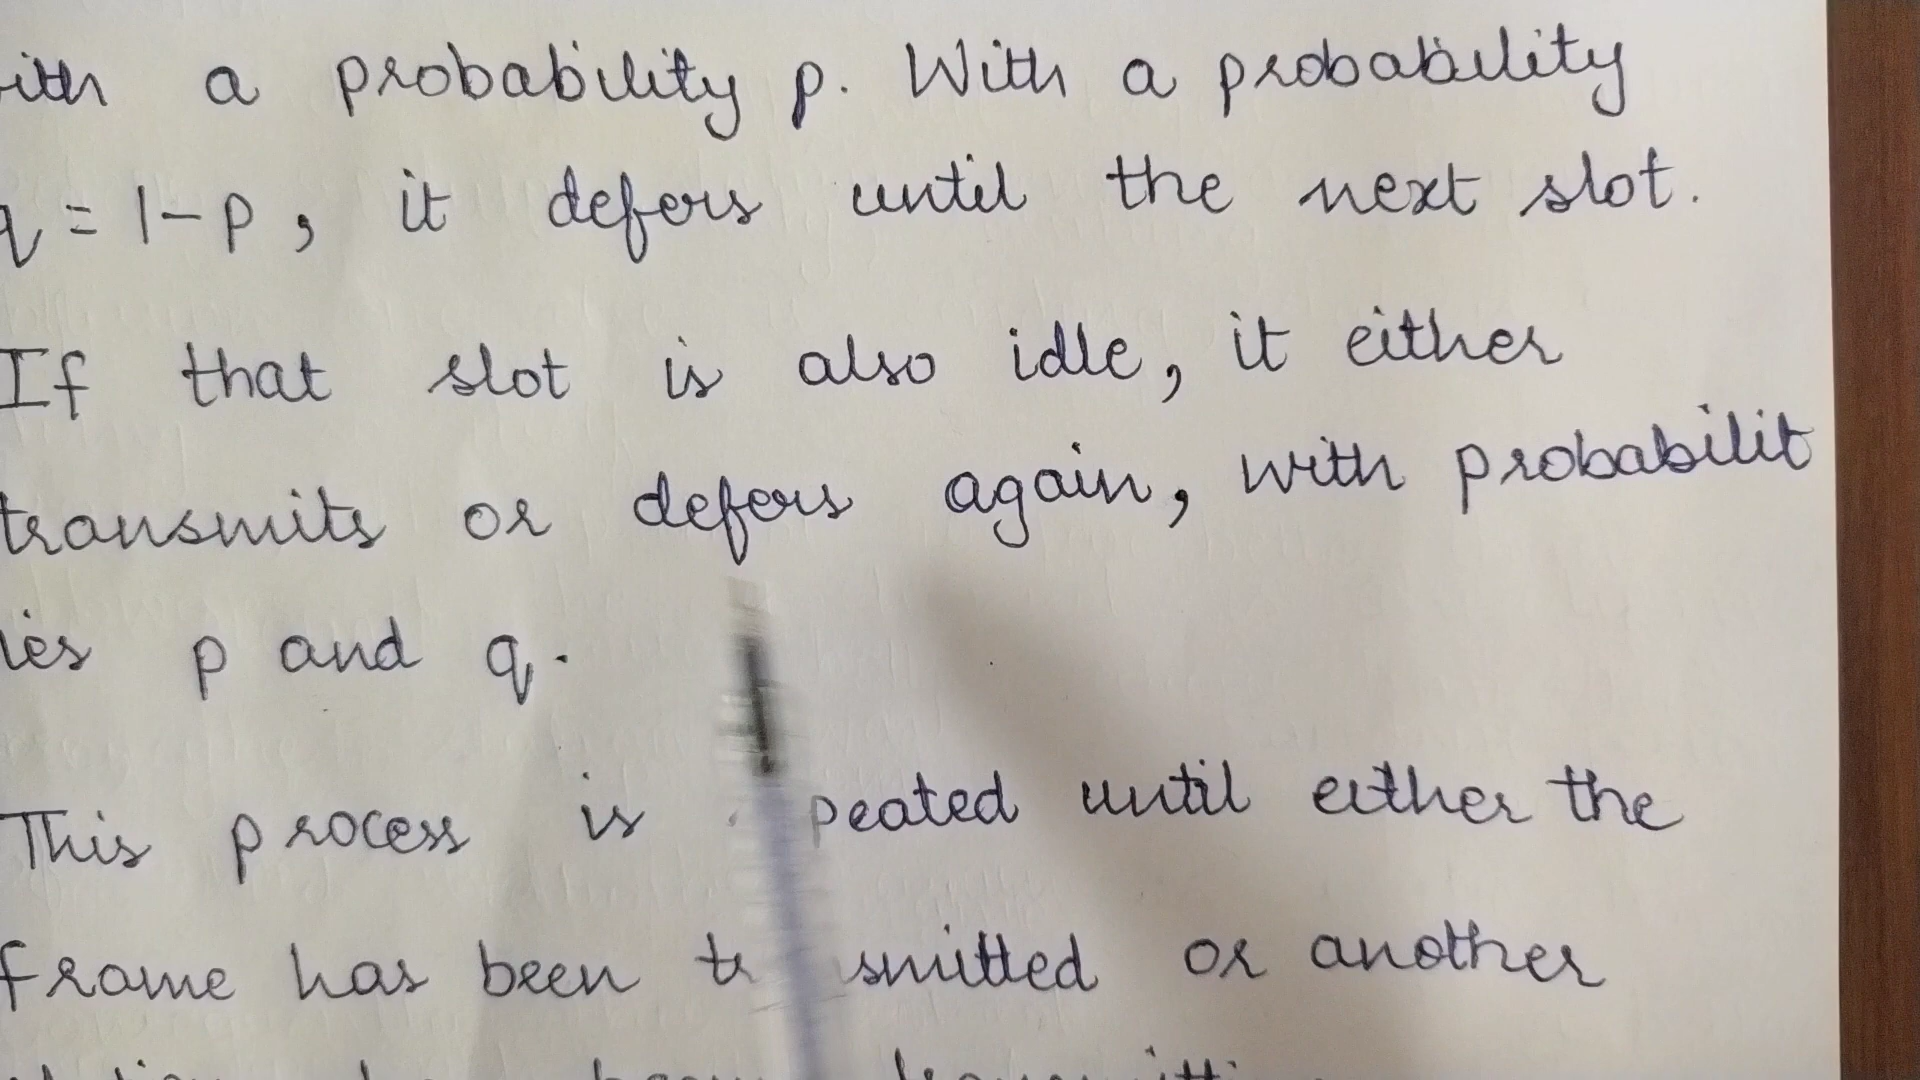 ith a probability p. With a probability
q = 1-p, it defers until the next slot.
If that slot is also idle, it either
transmits or defers again, with probabilit
ies p and q.
This process is peated until either the
frame has been tr smitted or another